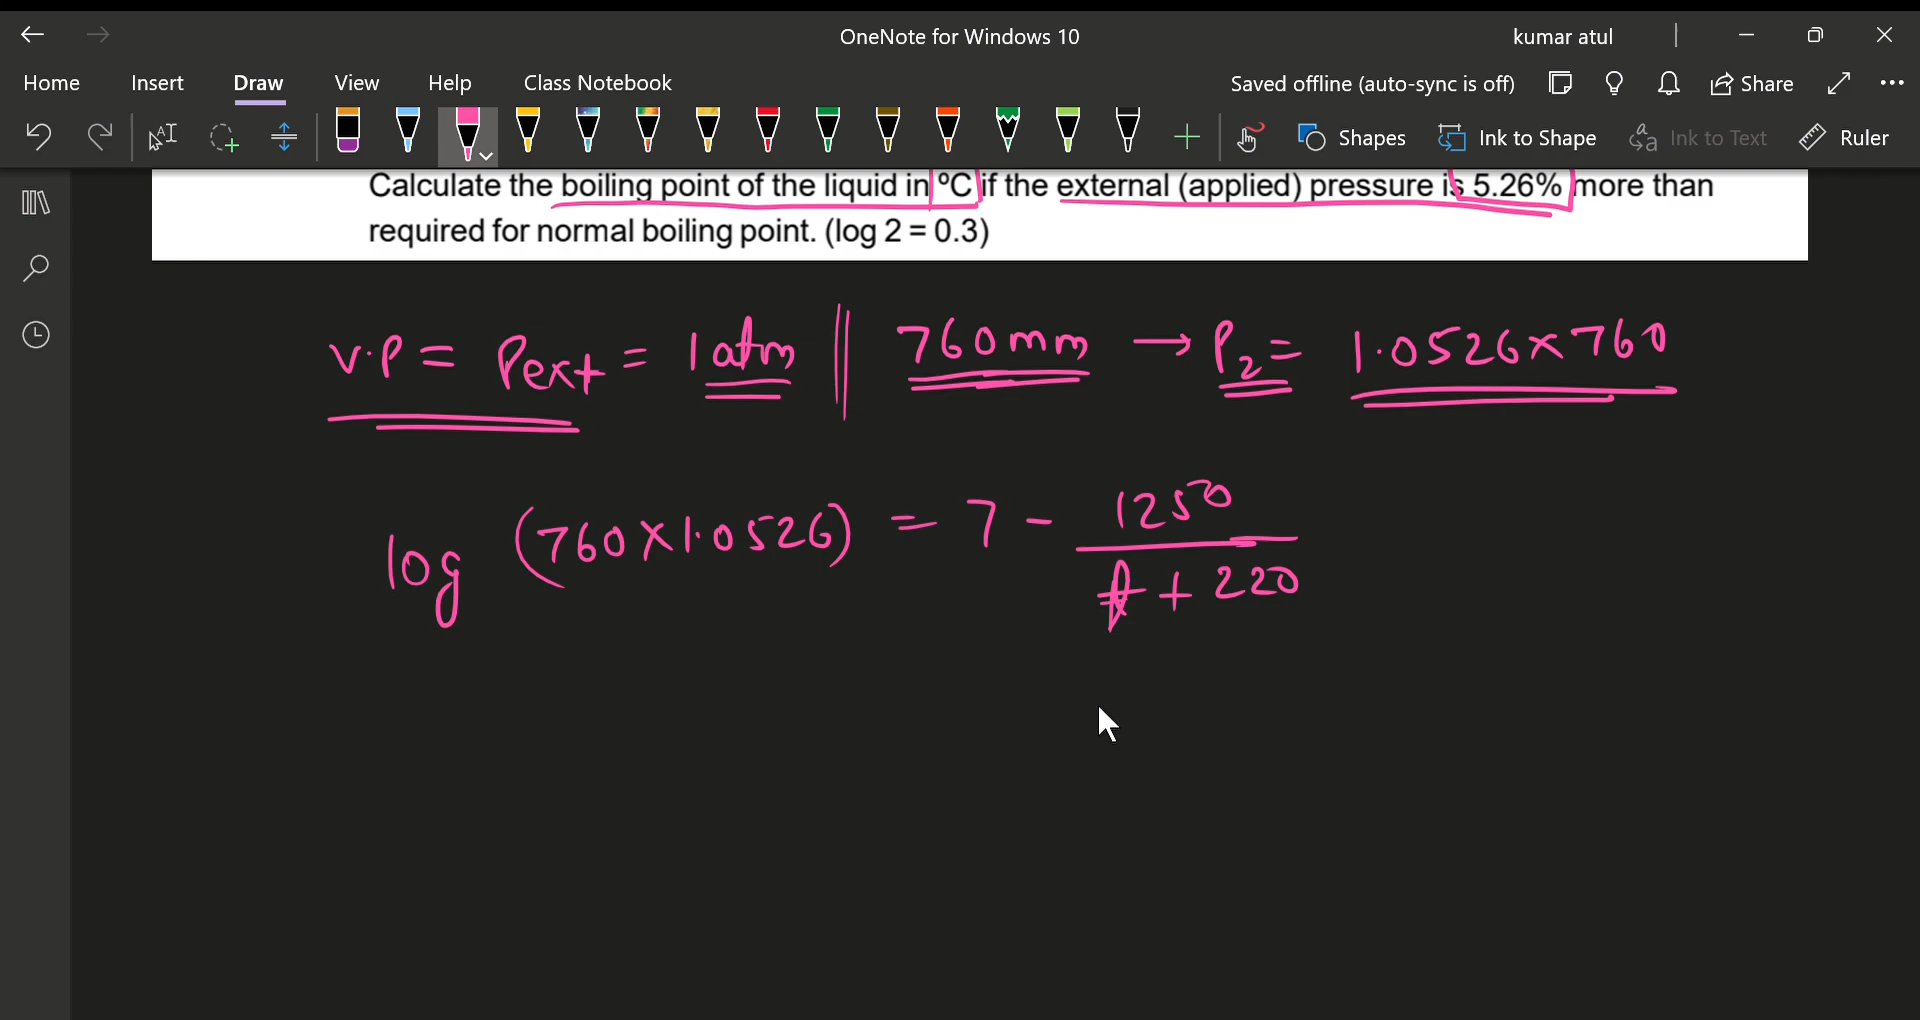 OneNote for Windows 10
kumar atul
Home Insert Draw View Help Class Notebook
Saved offline (auto-sync is off) Share
Shapes Ink to Shape Ink to Text Ruler
Calculate the boiling point of the liquid in °C if the external (applied) pressure is 5.26% more than
required for normal boiling point. (log 2 = 0.3)
v.p = Pext = 1 atm || 760 mm → P2 = 1.0526 × 760
log (760 × 1.0526) = 7 - 1250
t + 220